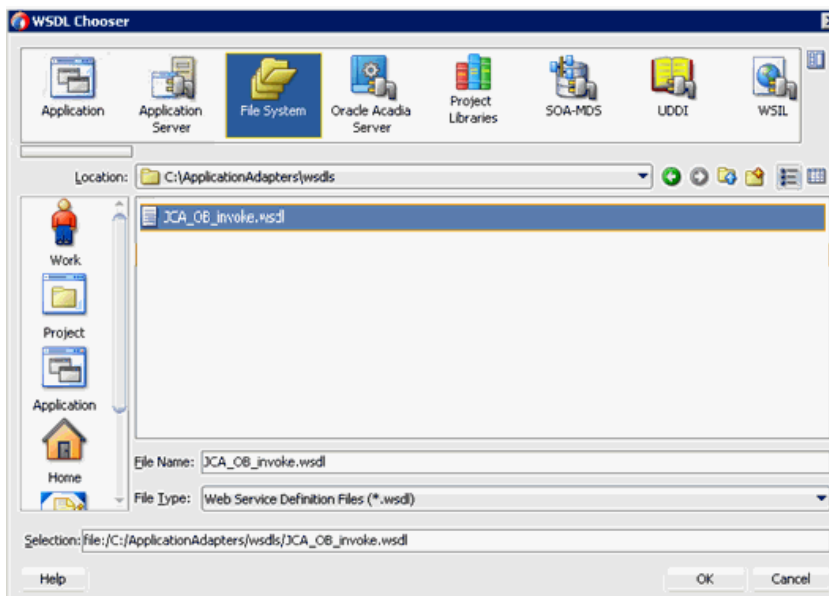 WSDL Chooser
Application
Application Server
File System
Oracle Acadia Server
Project Libraries
SOA-MDS
UDDI
WSIL
Location: C:\ApplicationAdapters\wsdls
JCA_OB_invoke.wsdl
Work
Project
Application
Home
File Name: JCA_OB_invoke.wsdl
File Type: Web Service Definition Files (*.wsdl)
Selection: file:/C:/ApplicationAdapters/wsdls/JCA_OB_invoke.wsdl
Help
OK
Cancel